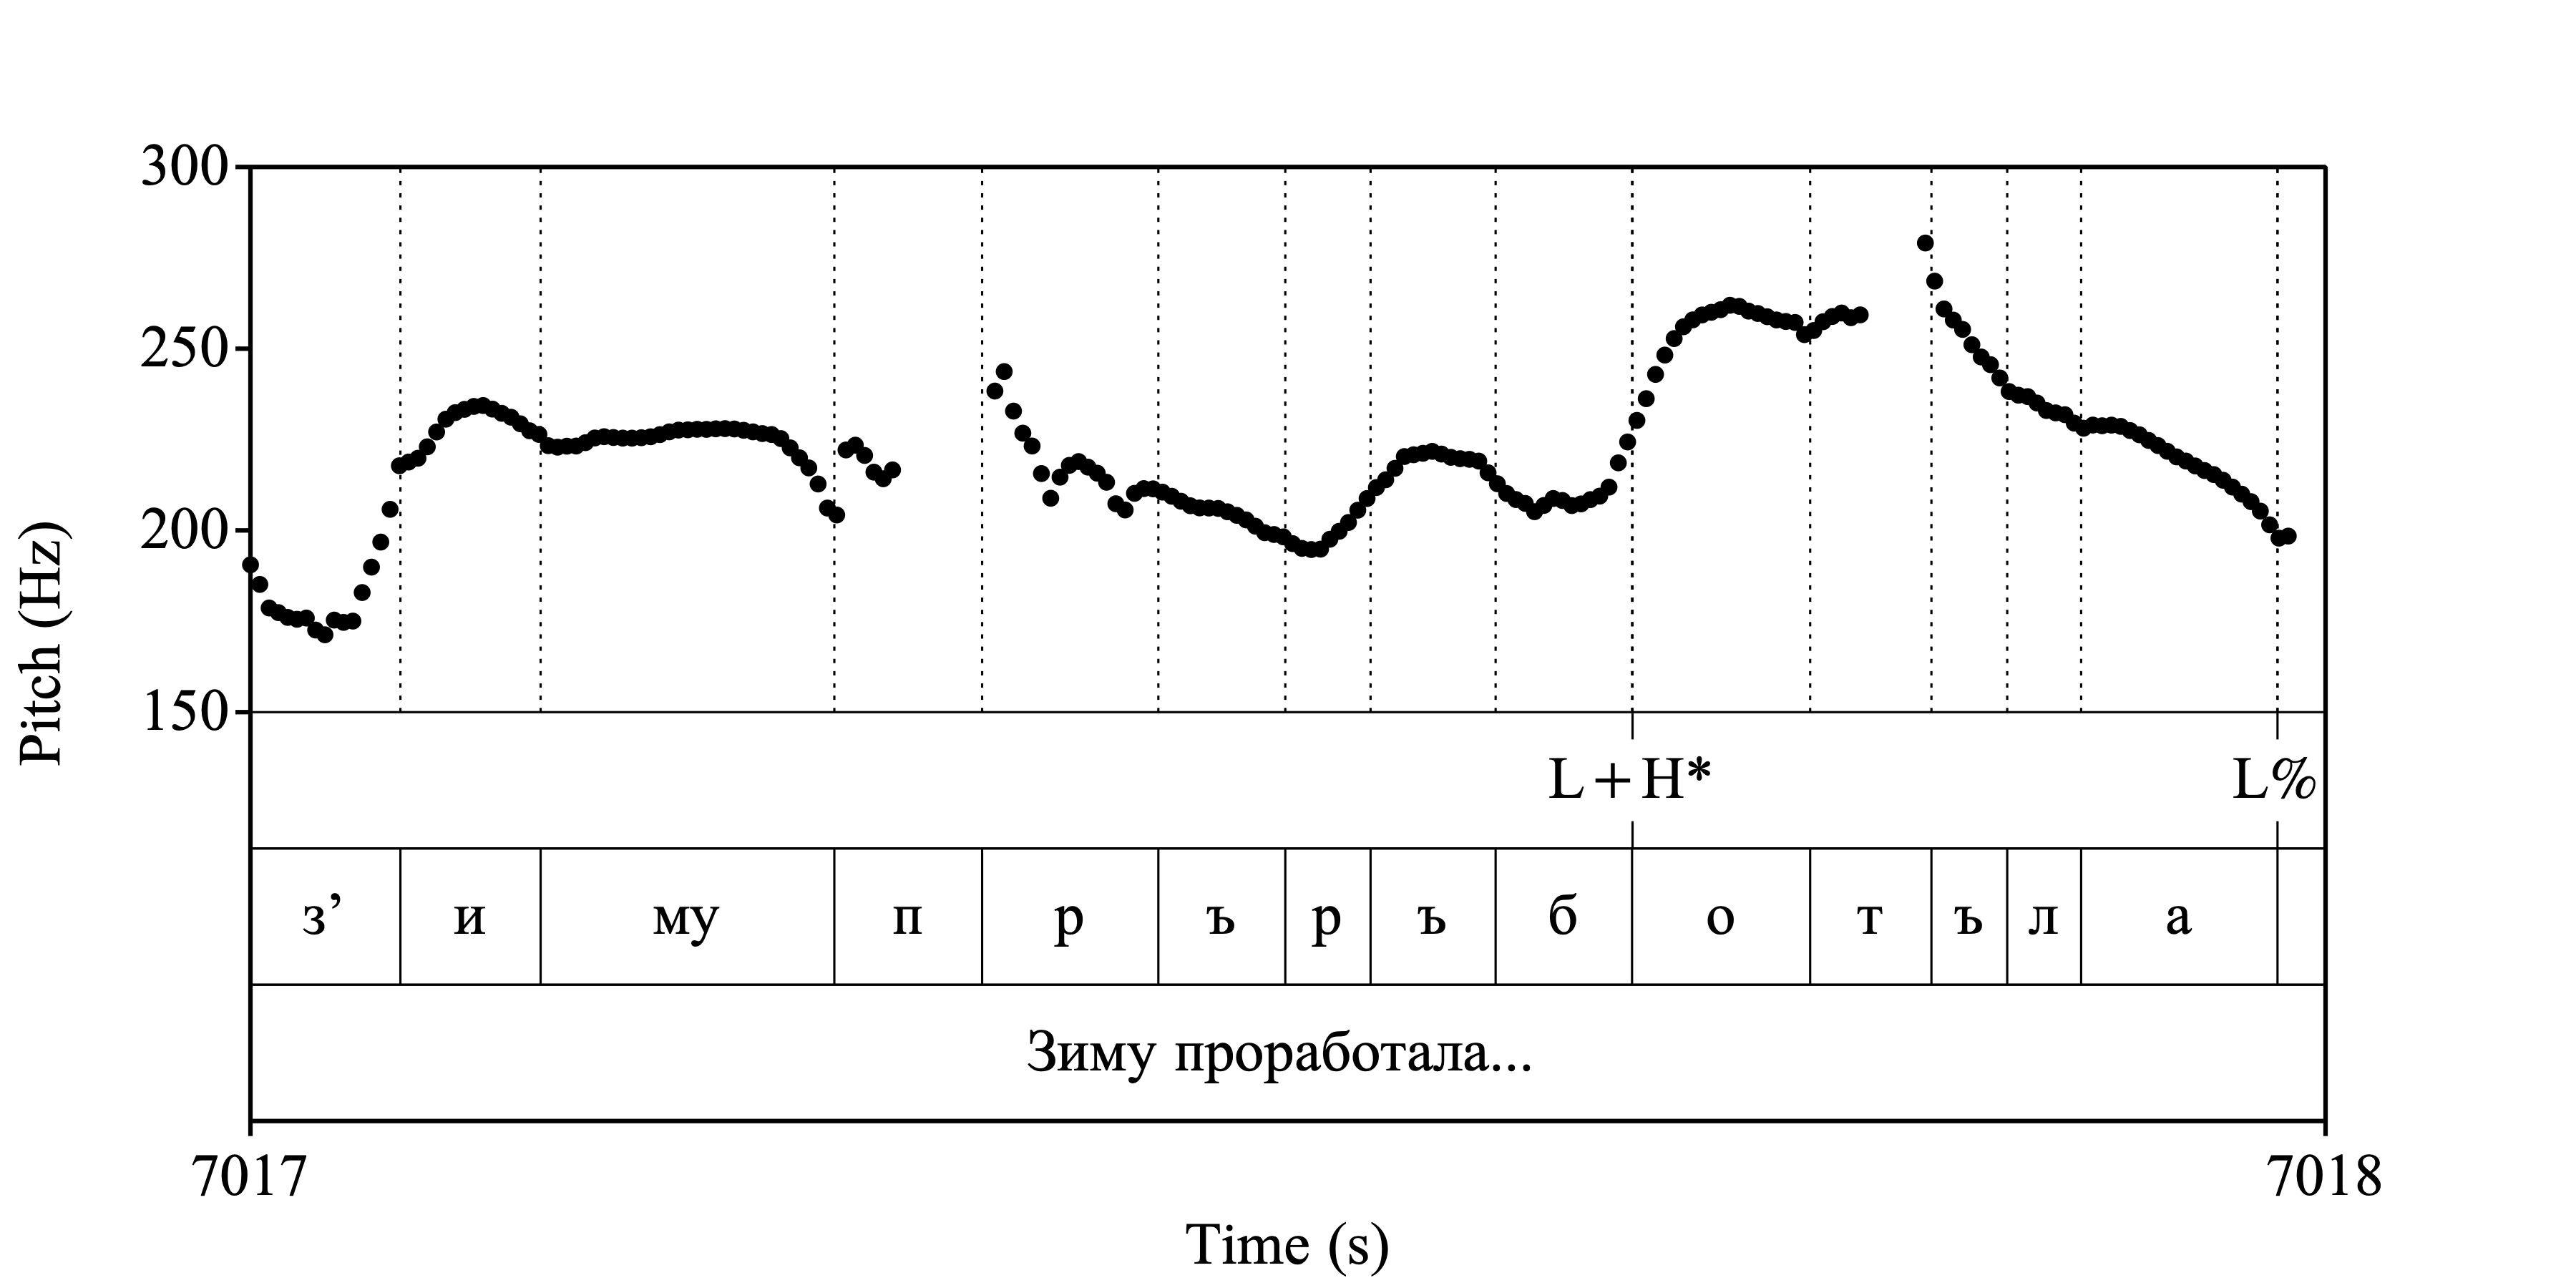 300
250
200
150
Pitch (Hz)
L+H* L%
з’ и му п р ъ р ъ б о т ъ л а
Зиму проработала...
7017 7018
Time (s)